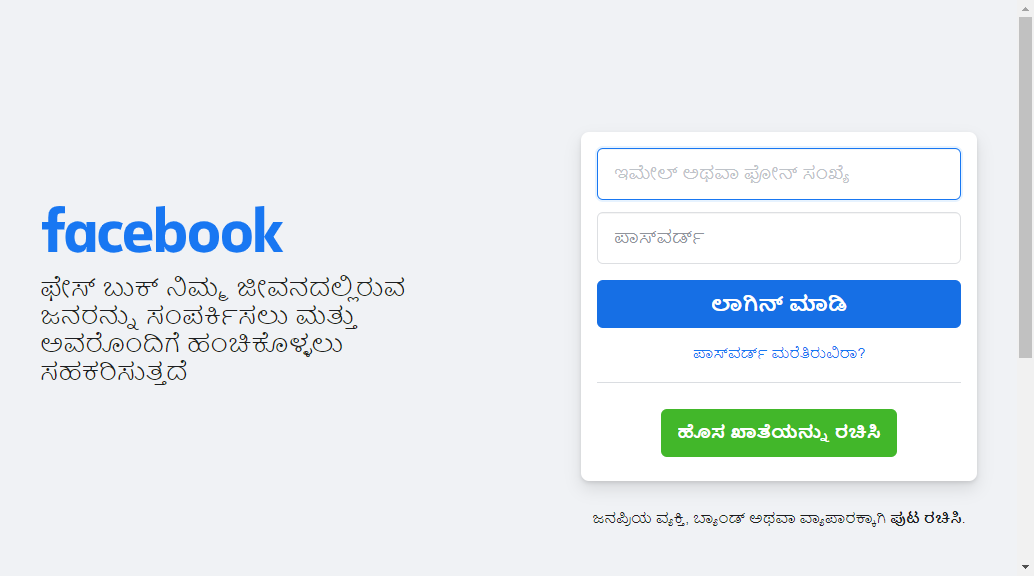 facebook
ಫೇಸ್ ಬುಕ್ ನಿಮ್ಮ ಜೀವನದಲ್ಲಿರುವ
ಜನರನ್ನು ಸಂಪರ್ಕಿಸಲು ಮತ್ತು
ಅವರೊಂದಿಗೆ ಹಂಚಿಕೊಳ್ಳಲು
ಸಹಕರಿಸುತ್ತದೆ
ಇಮೇಲ್ ಅಥವಾ ಫೋನ್ ಸಂಖ್ಯೆ
ಪಾಸ್‌ವರ್ಡ್
ಲಾಗಿನ್ ಮಾಡಿ
ಪಾಸ್‌ವರ್ಡ್ ಮರೆತಿರುವಿರಾ?
ಹೊಸ ಖಾತೆಯನ್ನು ರಚಿಸಿ
ಜನಪ್ರಿಯ ವ್ಯಕ್ತಿ, ಬ್ಯಾಂಡ್ ಅಥವಾ ವ್ಯಾಪಾರಕ್ಕಾಗಿ ಪುಟ ರಚಿಸಿ.